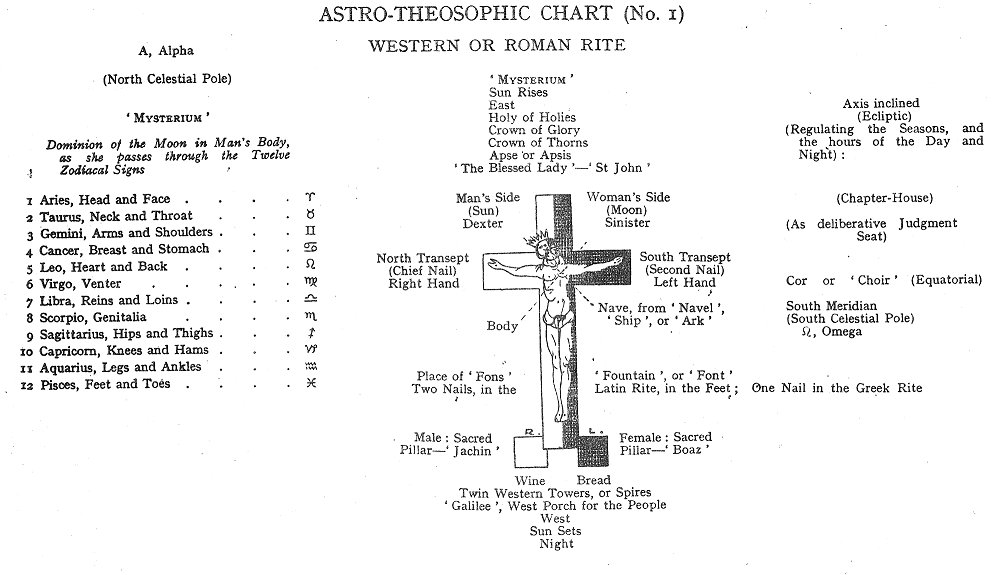 ASTRO-THEOSOPHIC CHART (No. 1)
WESTERN OR ROMAN RITE
A, Alpha
(North Celestial Pole)
' MYSTERIUM '
Dominion of the Moon in Man's Body,
as she passes through the Twelve
Zodiacal Signs
1 Aries, Head and Face . . . . ♈
2 Taurus, Neck and Throat . . . ♉
3 Gemini, Arms and Shoulders . . . . ♊
4 Cancer, Breast and Stomach . . . . ♋
5 Leo, Heart and Back . . . . ♌
6 Virgo, Venter . . . . . ♍
7 Libra, Reins and Loins . . . . ♎
8 Scorpio, Genitalia . . . . ♏
9 Sagittarius, Hips and Thighs . . . . ♐
10 Capricorn, Knees and Hams . . . . ♑
11 Aquarius, Legs and Ankles . . . . ♒
12 Pisces, Feet and Toes . . . . ♓
' MYSTERIUM '
Sun Rises
East
Holy of Holies
Crown of Glory
Crown of Thorns
Apse or Apsis
' The Blessed Lady '—' St John '
Man's Side
(Sun)
Dexter
Woman's Side
(Moon)
Sinister
North Transept
(Chief Nail)
Right Hand
South Transept
(Second Nail)
Left Hand
Body
Nave, from ' Navel ',
' Ship ', or ' Ark '
Place of ' Fons '
Two Nails, in the
' Fountain ', or ' Font '
Latin Rite, in the Feet ; One Nail in the Greek Rite
R. L.
Male : Sacred
Pillar—' Jachin '
Female : Sacred
Pillar—' Boaz '
Wine Bread
Twin Western Towers, or Spires
' Galilee ', West Porch for the People
West
Sun Sets
Night
Axis inclined
(Ecliptic)
(Regulating the Seasons, and
the hours of the Day and
Night) :
(Chapter-House)
(As deliberative Judgment
Seat)
Cor or ' Choir ' (Equatorial)
South Meridian
(South Celestial Pole)
Ω, Omega